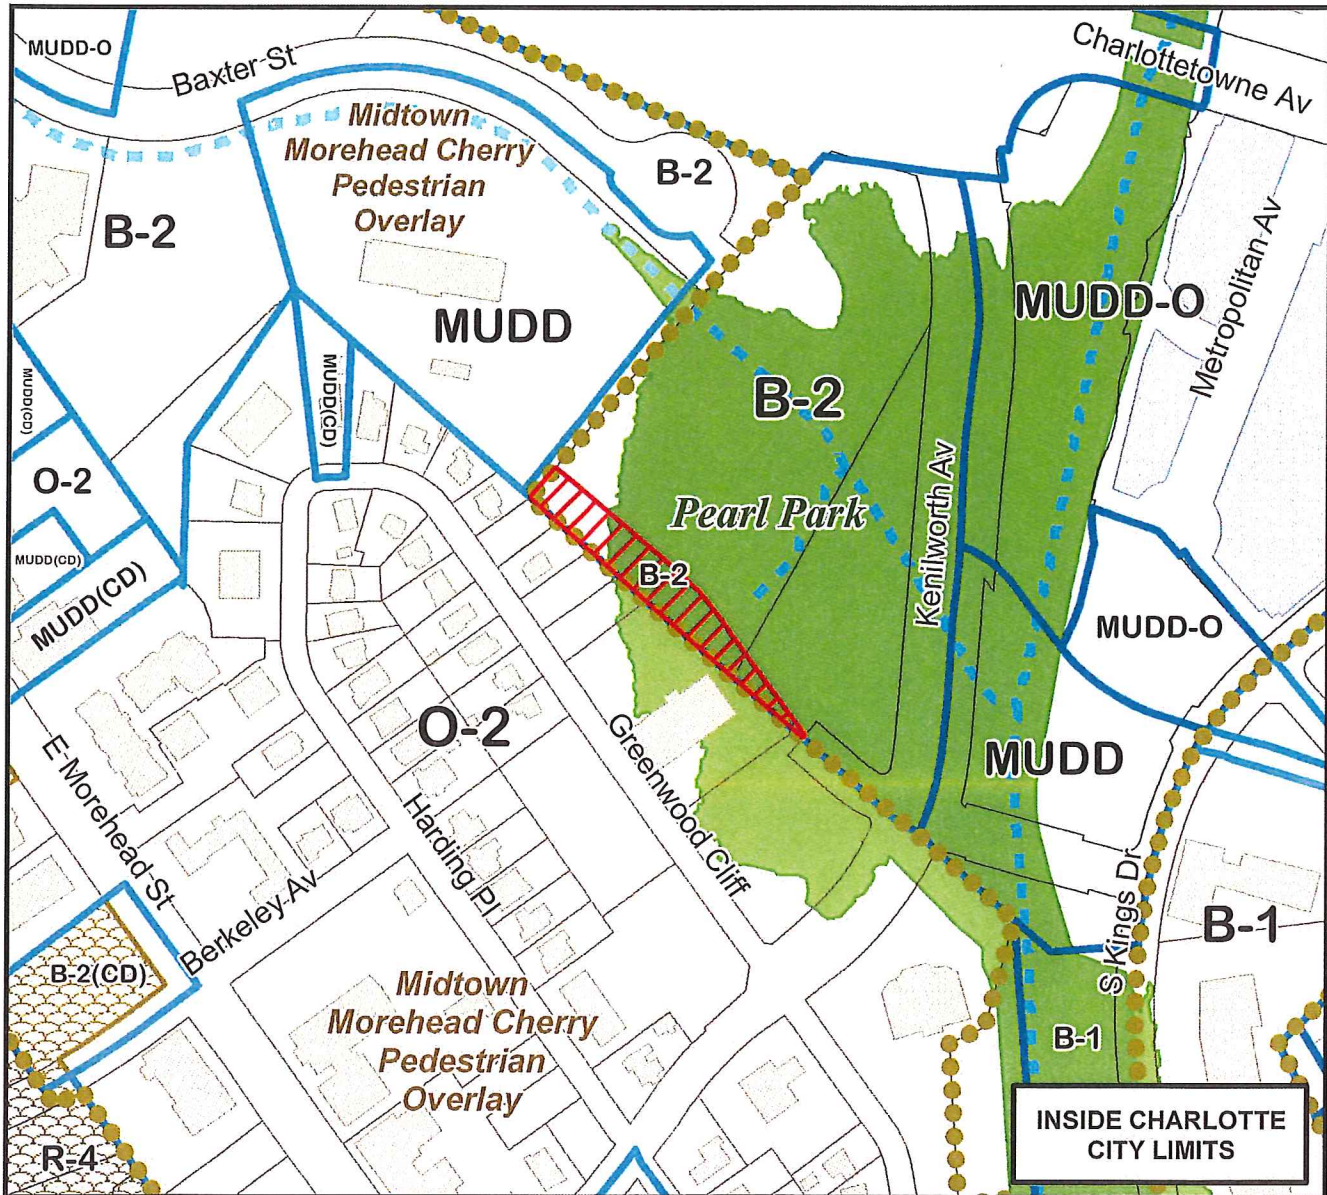 MUDD-O
Baxter St
Charlottetowne Av
Midtown
Morehead Cherry
Pedestrian
Overlay
B-2
B-2
MUDD-O
Metropolitan Av
MUDD
MUDD(CD)
MUDD(CD)
B-2
O-2
Pearl Park
Kenilworth Av
MUDD(CD)
B-2
MUDD(CD)
MUDD-O
O-2
Greenwood Cliff
MUDD
E Morehead St
Harding Pl
Berkeley Av
S Kings Dr
B-1
B-2(CD)
Midtown
Morehead Cherry
Pedestrian
Overlay
B-1
R-4
INSIDE CHARLOTTE
CITY LIMITS